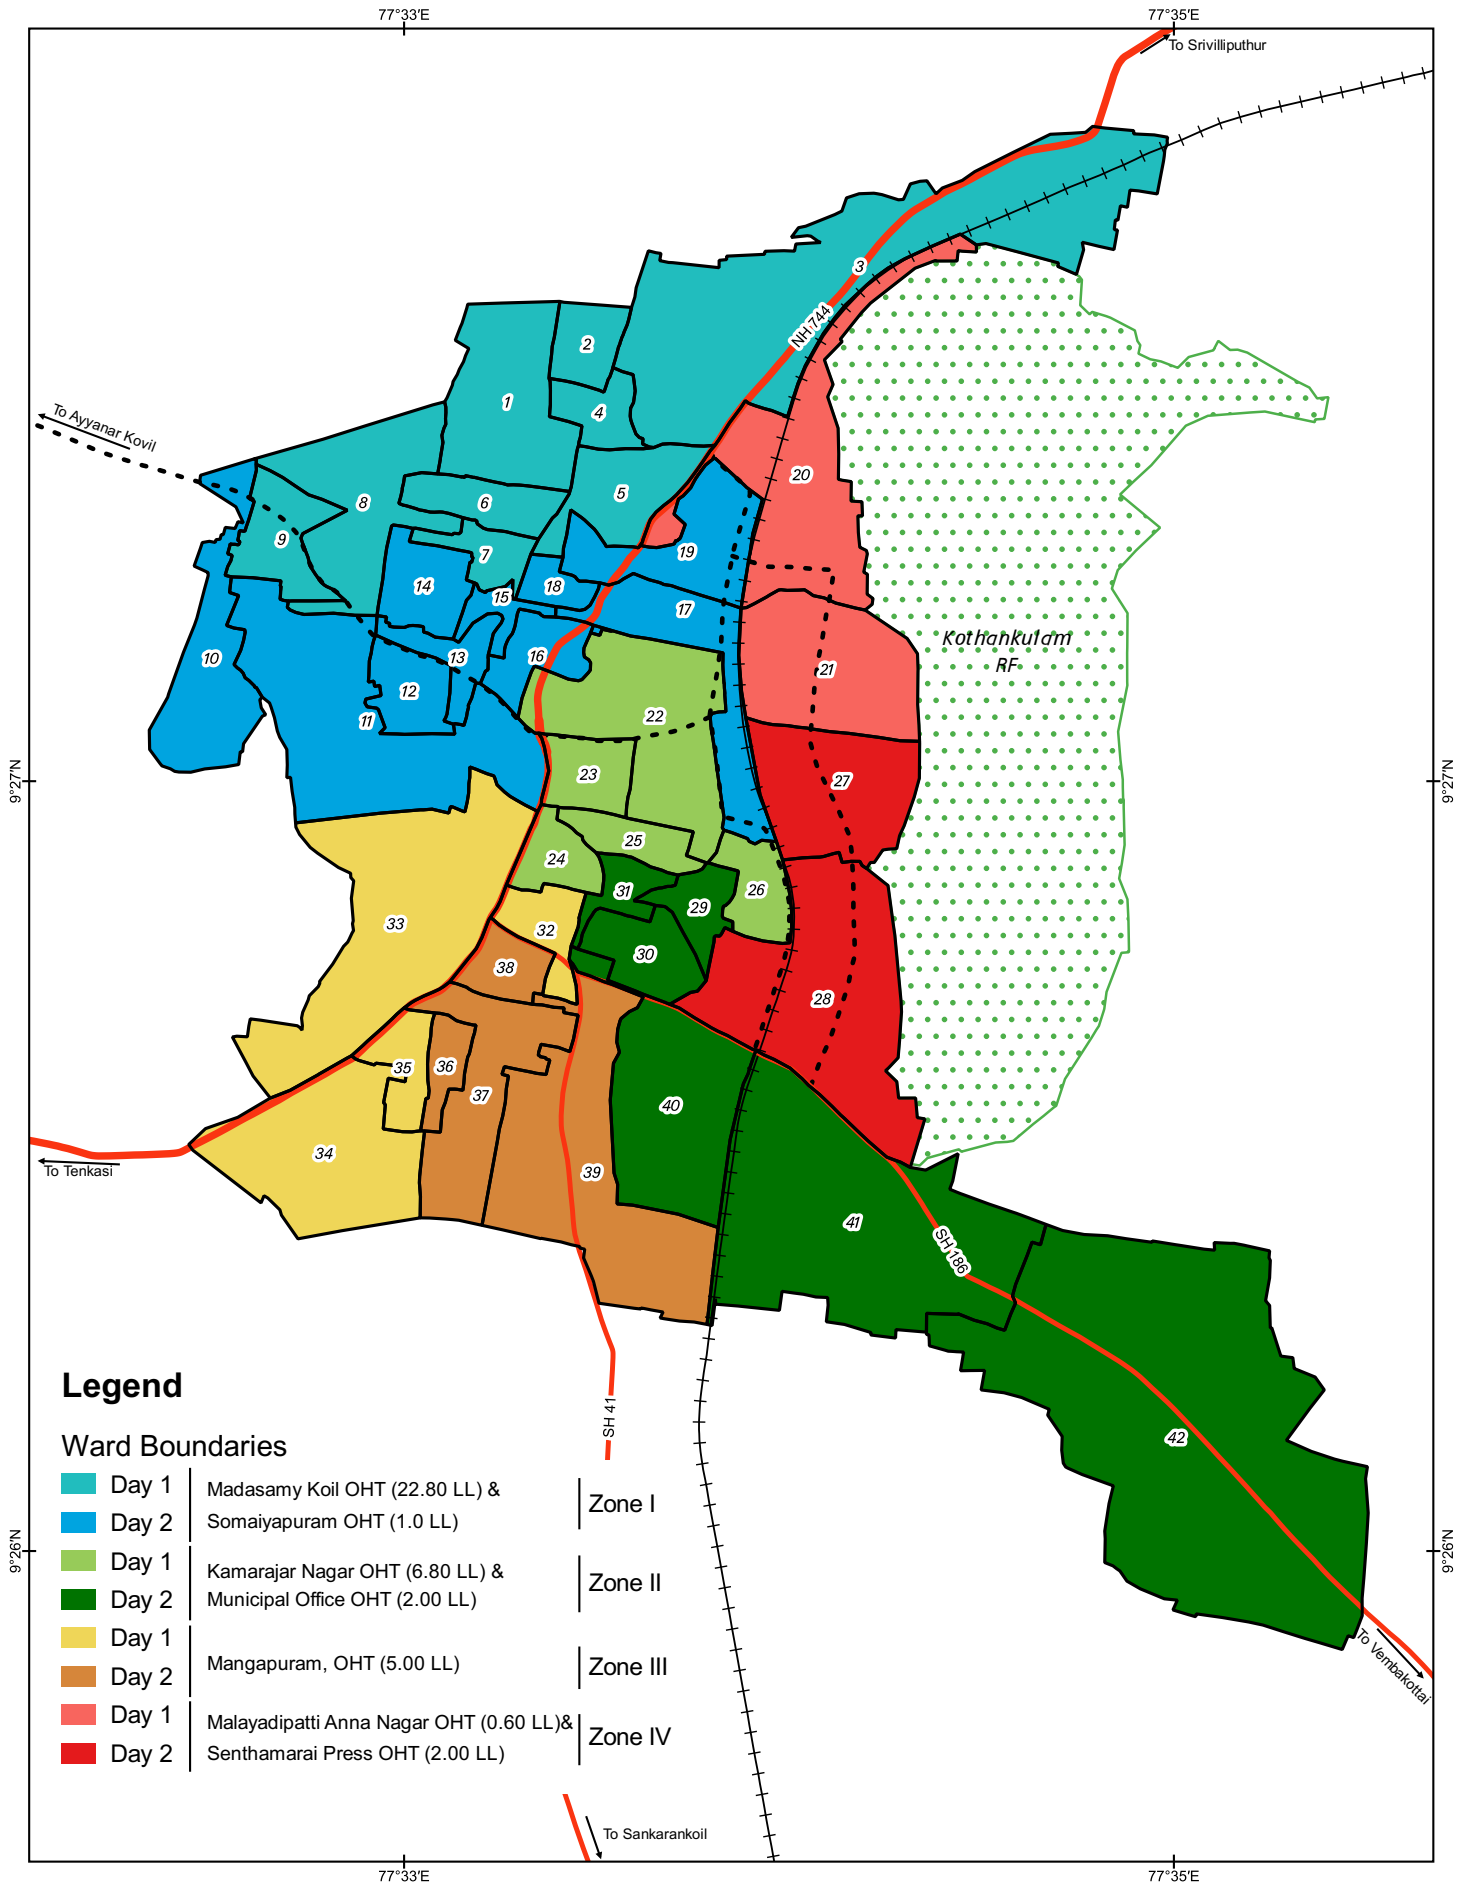 77°33'E
77°35'E
To Srivilliputhur
3
NH 744
2
1
4
To Ayyanar Kovil
20
5
8
6
9
7
19
14
18
15
17
Kothankulam
RF
10
13
16
21
12
11
22
9°27'N
23
27
9°27'N
25
24
26
31
29
33
32
30
38
28
35
36
37
40
34
To Tenkasi
39
41
SH 186
Legend
SH 41
Ward Boundaries
42
Day 1
Madasamy Koil OHT (22.80 LL) &
Zone I
Day 2
Somaiyapuram OHT (1.0 LL)
Day 1
Kamarajar Nagar OHT (6.80 LL) &
Zone II
Day 2
Municipal Office OHT (2.00 LL)
9°26'N
9°26'N
Day 1
Mangapuram, OHT (5.00 LL)
Zone III
Day 2
To Vembakottai
Day 1
Malayadipatti Anna Nagar OHT (0.60 LL)&
Zone IV
Day 2
Senthamarai Press OHT (2.00 LL)
To Sankarankoil
77°33'E
77°35'E